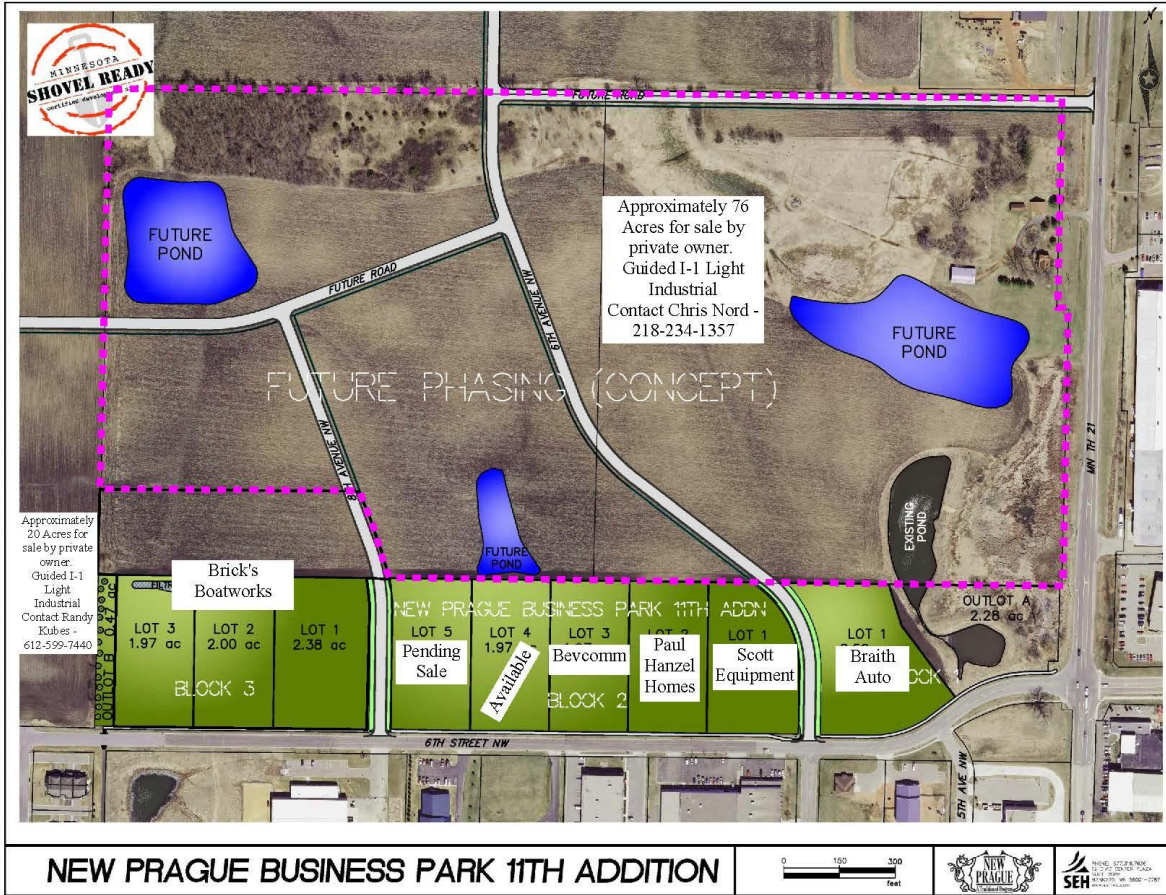 MINNESOTA
SHOVEL READY
FUTURE ROAD
FUTURE
POND
Approximately 76
Acres for sale by
private owner.
Guided I-1 Light
Industrial
Contact Chris Nord -
218-234-1357
FUTURE ROAD
6TH AVENUE NW
FUTURE
POND
FUTURE PHASING (CONCEPT)
MN TH 21
8TH AVENUE NW
EXISTING
POND
FUTURE
POND
Approximately
20 Acres for
sale by private
owner.
Guided I-1
Light
Industrial
Contact Randy
Kubes -
612-599-7440
OUTLOT B 0.47 ac
Brick's
Boatworks
LOT 3
1.97 ac
LOT 2
2.00 ac
LOT 1
2.38 ac
BLOCK 3
NEW PRAGUE BUSINESS PARK 11TH ADDN
LOT 5
Pending
Sale
LOT 4
1.97
Available
LOT 3
Bevcomm
BLOCK 2
Paul
Hanzel
Homes
LOT 1
Scott
Equipment
LOT 1
Braith
Auto
OUTLOT A
2.28 ac
6TH STREET NW
5TH AVE NW
NEW PRAGUE BUSINESS PARK 11TH ADDITION
0 150 300
feet
NEW
PRAGUE
SEH